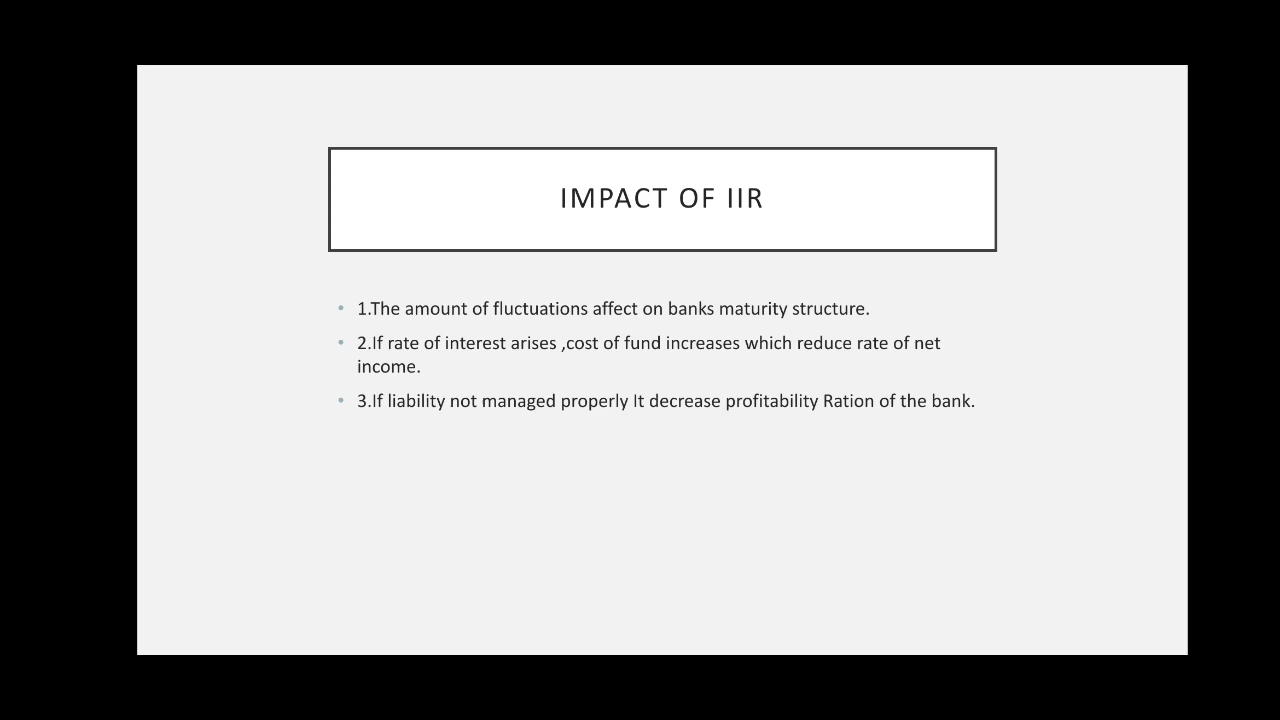 IMPACT OF IIR
• 1.The amount of fluctuations affect on banks maturity structure.
• 2.If rate of interest arises ,cost of fund increases which reduce rate of net
income.
• 3.If liability not managed properly It decrease profitability Ration of the bank.